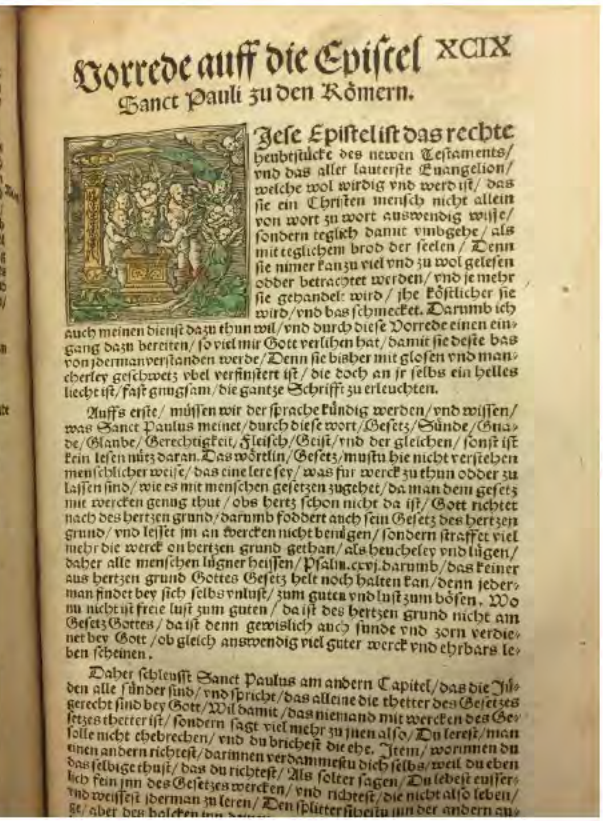 Vorrede auff die Epistel XCIX
Sanct Pauli zu den Römern.
Jese Epistel ist das rechte
heubtstücke des newen Testaments/
vnd das aller lauterste Euangelion/
welche wol wirdig vnd werd ist/ das
sie ein Christen mensch nicht allein
von wort zu wort auswendig wisse/
sondern teglich damit vmbgehe/ als
mit teglichem brod der seelen/ Denn
sie nimer kan zu viel vnd zu wol gelesen
odder betrachtet werden/ vnd je mehr
sie gehandelt wird/ jhe köstlicher sie
wird/ vnd bas schmecket. Darumb ich
auch meinen dienst dazu thun wil/ vnd durch diese Vorrede einen ein-
gang dazu bereiten/ so viel mir Gott verlihen hat/ damit sie deste bas
von jderman verstanden werde/ Denn sie bisher mit glosen vnd man-
cherley geschwetz vbel verfinstert ist/ die doch an jr selbs ein helles
liecht ist/ fast gnugsam/ die gantze Schrifft zu erleuchten.
Auffs erste/ müssen wir der sprache kündig werden/ vnd wissen/
was Sanct Paulus meinet/ durch diese wort/ Gesetz/ Sünde/ Gna-
de/ Glaube/ Gerechtigkeit/ Fleisch/ Geist/ vnd der gleichen/ sonst ist
kein lesen nütz daran. Das wörtlin/ Gesetz/ mustu hie nicht verstehen
menschlicher weise/ das eine lere sey/ was fur werck zu thun odder zu
lassen sind/ wie es mit menschen gesetzen zugehet/ da man dem gesetz
mit wercken genug thut/ obs hertz schon nicht da ist/ Gott richtet
nach des hertzen grund/ darumb foddert auch sein Gesetz des hertzen
grund/ vnd lesset jm an wercken nicht benügen/ sondern straffet viel
mehr die werck on hertzen grund gethan/ als heucheley vnd lügen/
daher alle menschen lügner heissen/ Psalm. cxvj. darumb/ das keiner
aus hertzen grund Gottes Gesetz helt noch halten kan/ denn jeder-
man findet bey sich selbs vnlust/ zum guten vnd lust zum bösen. Wo
nu nicht ist freie lust zum guten/ da ist des hertzen grund nicht am
Gesetz Gottes/ da ist denn gewislich auch sunde vnd zorn verdie-
net bey Gott/ ob gleich auswendig viel guter werck vnd ehrbars le-
ben scheinen.
Daher schleusst Sanct Paulus am andern Capitel/ das die Jü-
den alle sünder sind/ vnd spricht/ das alleine die thetter des Gesetzes
gerecht sind bey Gott/ Wil damit/ das niemand mit wercken des Ge-
setzes thetter ist/ sondern sagt viel mehr zu jnen also/ Du lerest/ man
solle nicht ehebrechen/ vnd du brichest die ehe. Item/ worinnen du
einen andern richtest/ darinnen verdammestu dich selbs/ weil du eben
das selbige thust/ das du richtest/ Als solter sagen/ Du lebest eusser-
lich fein jnn des Gesetzes wercken/ vnd richtest/ die nicht also leben/
vnd weissest jderman zu leren/ Den splitter sihestu jnn der andern au-
ge/ aber des balcken jnn